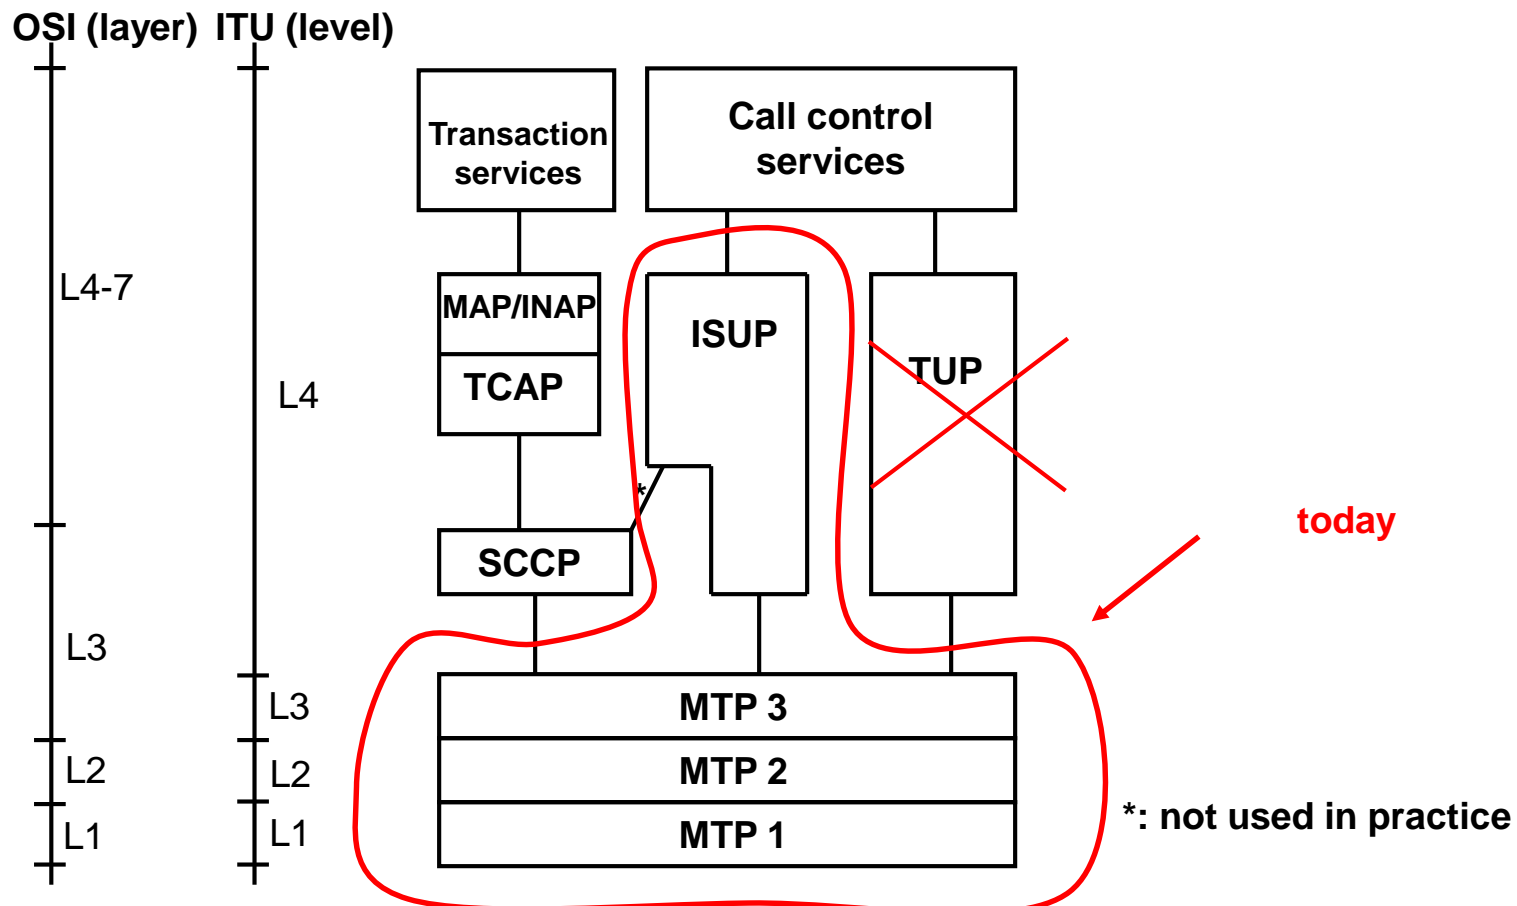 OSI (layer) ITU (level)
Transaction
services
Call control
services
L4-7
MAP/INAP
ISUP
TCAP
TUP
L4
*
today
SCCP
L3
L3
MTP 3
L2
L2
MTP 2
*: not used in practice
L1
L1
MTP 1